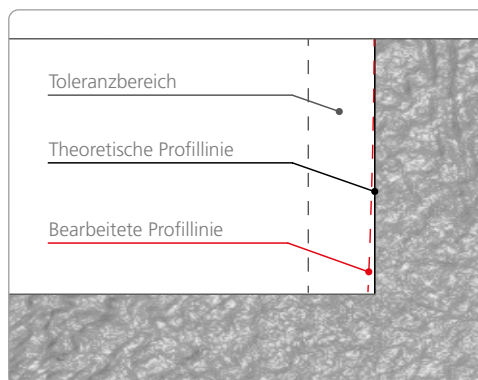 Toleranzbereich
Theoretische Profillinie
Bearbeitete Profillinie